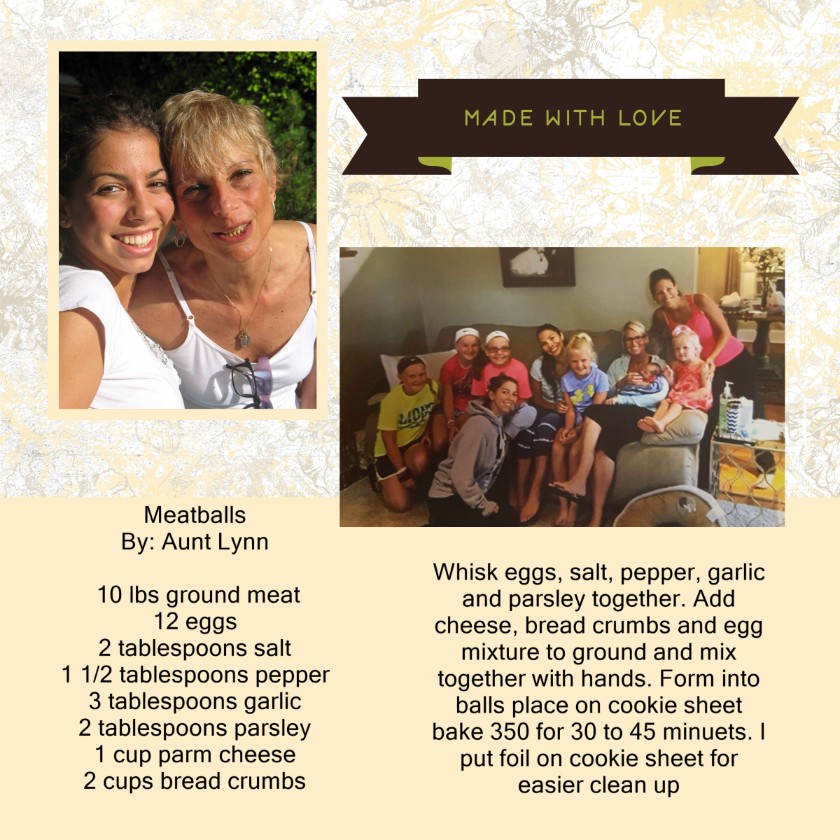 MADE WITH LOVE
LIONS
Meatballs
By: Aunt Lynn
10 lbs ground meat
12 eggs
2 tablespoons salt
1 1/2 tablespoons pepper
3 tablespoons garlic
2 tablespoons parsley
1 cup parm cheese
2 cups bread crumbs
Whisk eggs, salt, pepper, garlic
and parsley together. Add
cheese, bread crumbs and egg
mixture to ground and mix
together with hands. Form into
balls place on cookie sheet
bake 350 for 30 to 45 minuets. I
put foil on cookie sheet for
easier clean up